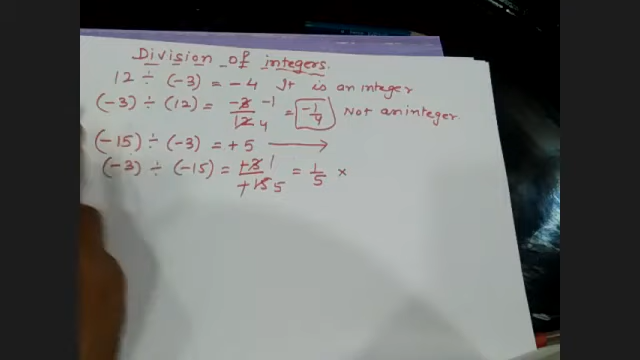 Division of integers.
12 ÷ (-3) = -4 It is an integer
(-3) ÷ (12) = -3/12 -1 4 = -1/4 Not an integer
(-15) ÷ (-3) = +5 →
(-3) ÷ (-15) = +3/+15 1 5 = 1/5 ×